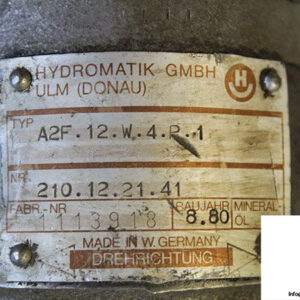 HYDROMATIK GMBH
ULM (DONAU)
TYP
A2F.12.W.4.P.1
NR.
210.12.21.41
FABR.-NR BAUJAHR MINERAL-
1113918 8.80 ÖL
MADE IN W. GERMANY
DREHRICHTUNG